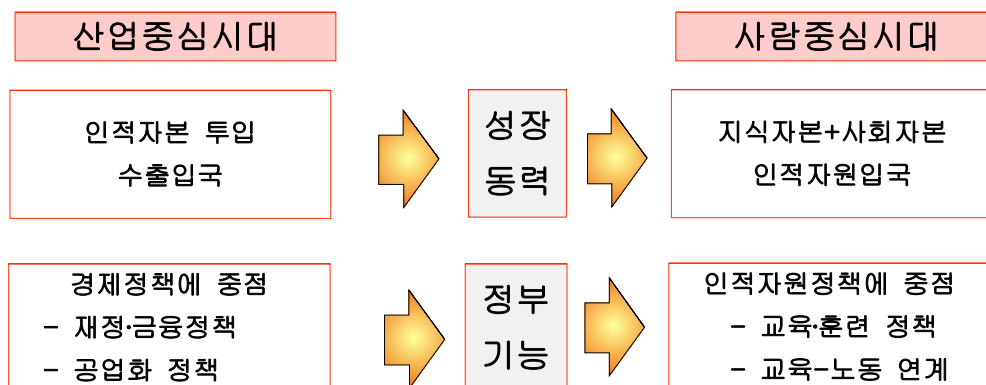 산업중심시대
사람중심시대
인적자본 투입
수출입국
성장
동력
지식자본+사회자본
인적자원입국
경제정책에 중점
- 재정·금융정책
- 공업화 정책
정부
기능
인적자원정책에 중점
- 교육·훈련 정책
- 교육-노동 연계